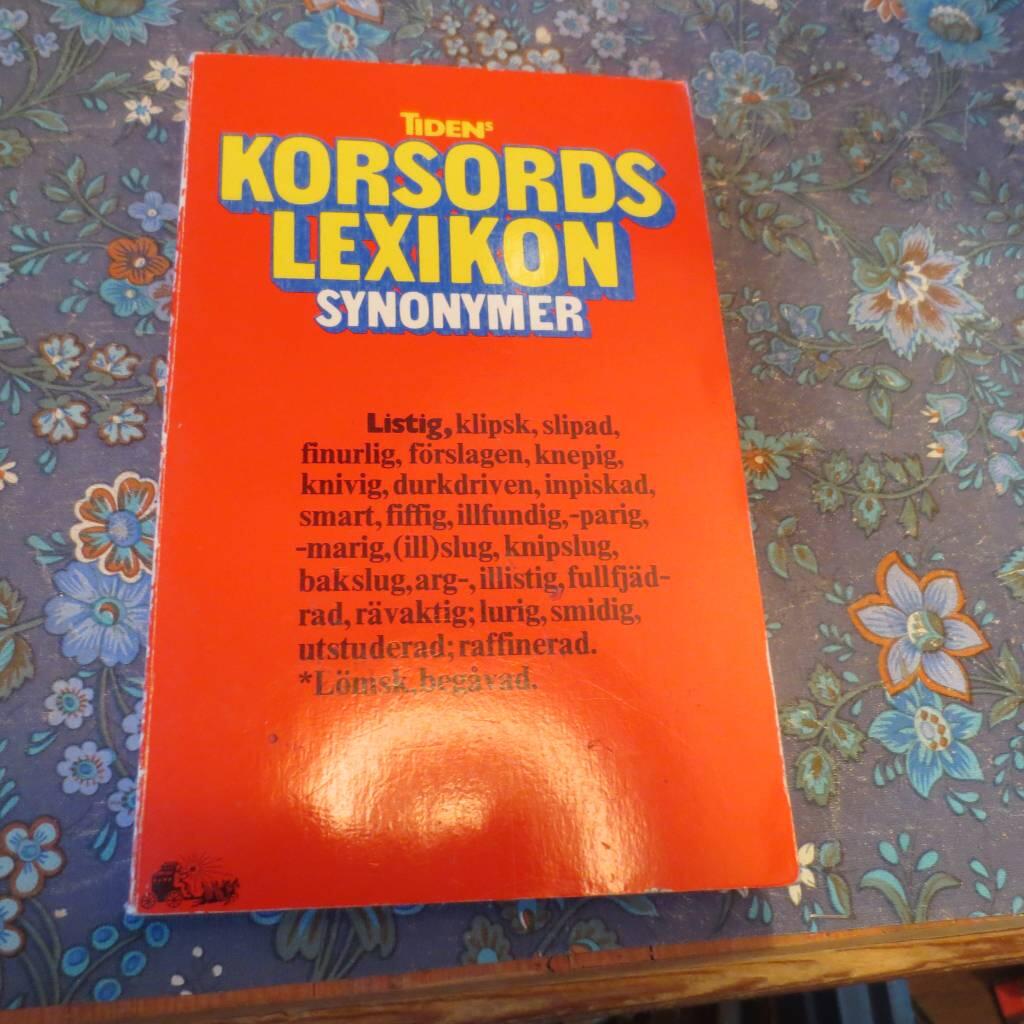 TIDENS
KORSORDS
LEXIKON
SYNONYMER
Listig, klipsk, slipad,
finurlig, förslagen, knepig,
knivig, durkdriven, inpiskad,
smart, fiffig, illfundig,-parig,
-marig,(ill)slug, knipslug,
bakslug,arg-, illistig, fullfjäd-
rad, rävaktig; lurig, smidig,
utstuderad; raffinerad.
*Lömsk, begåvad.